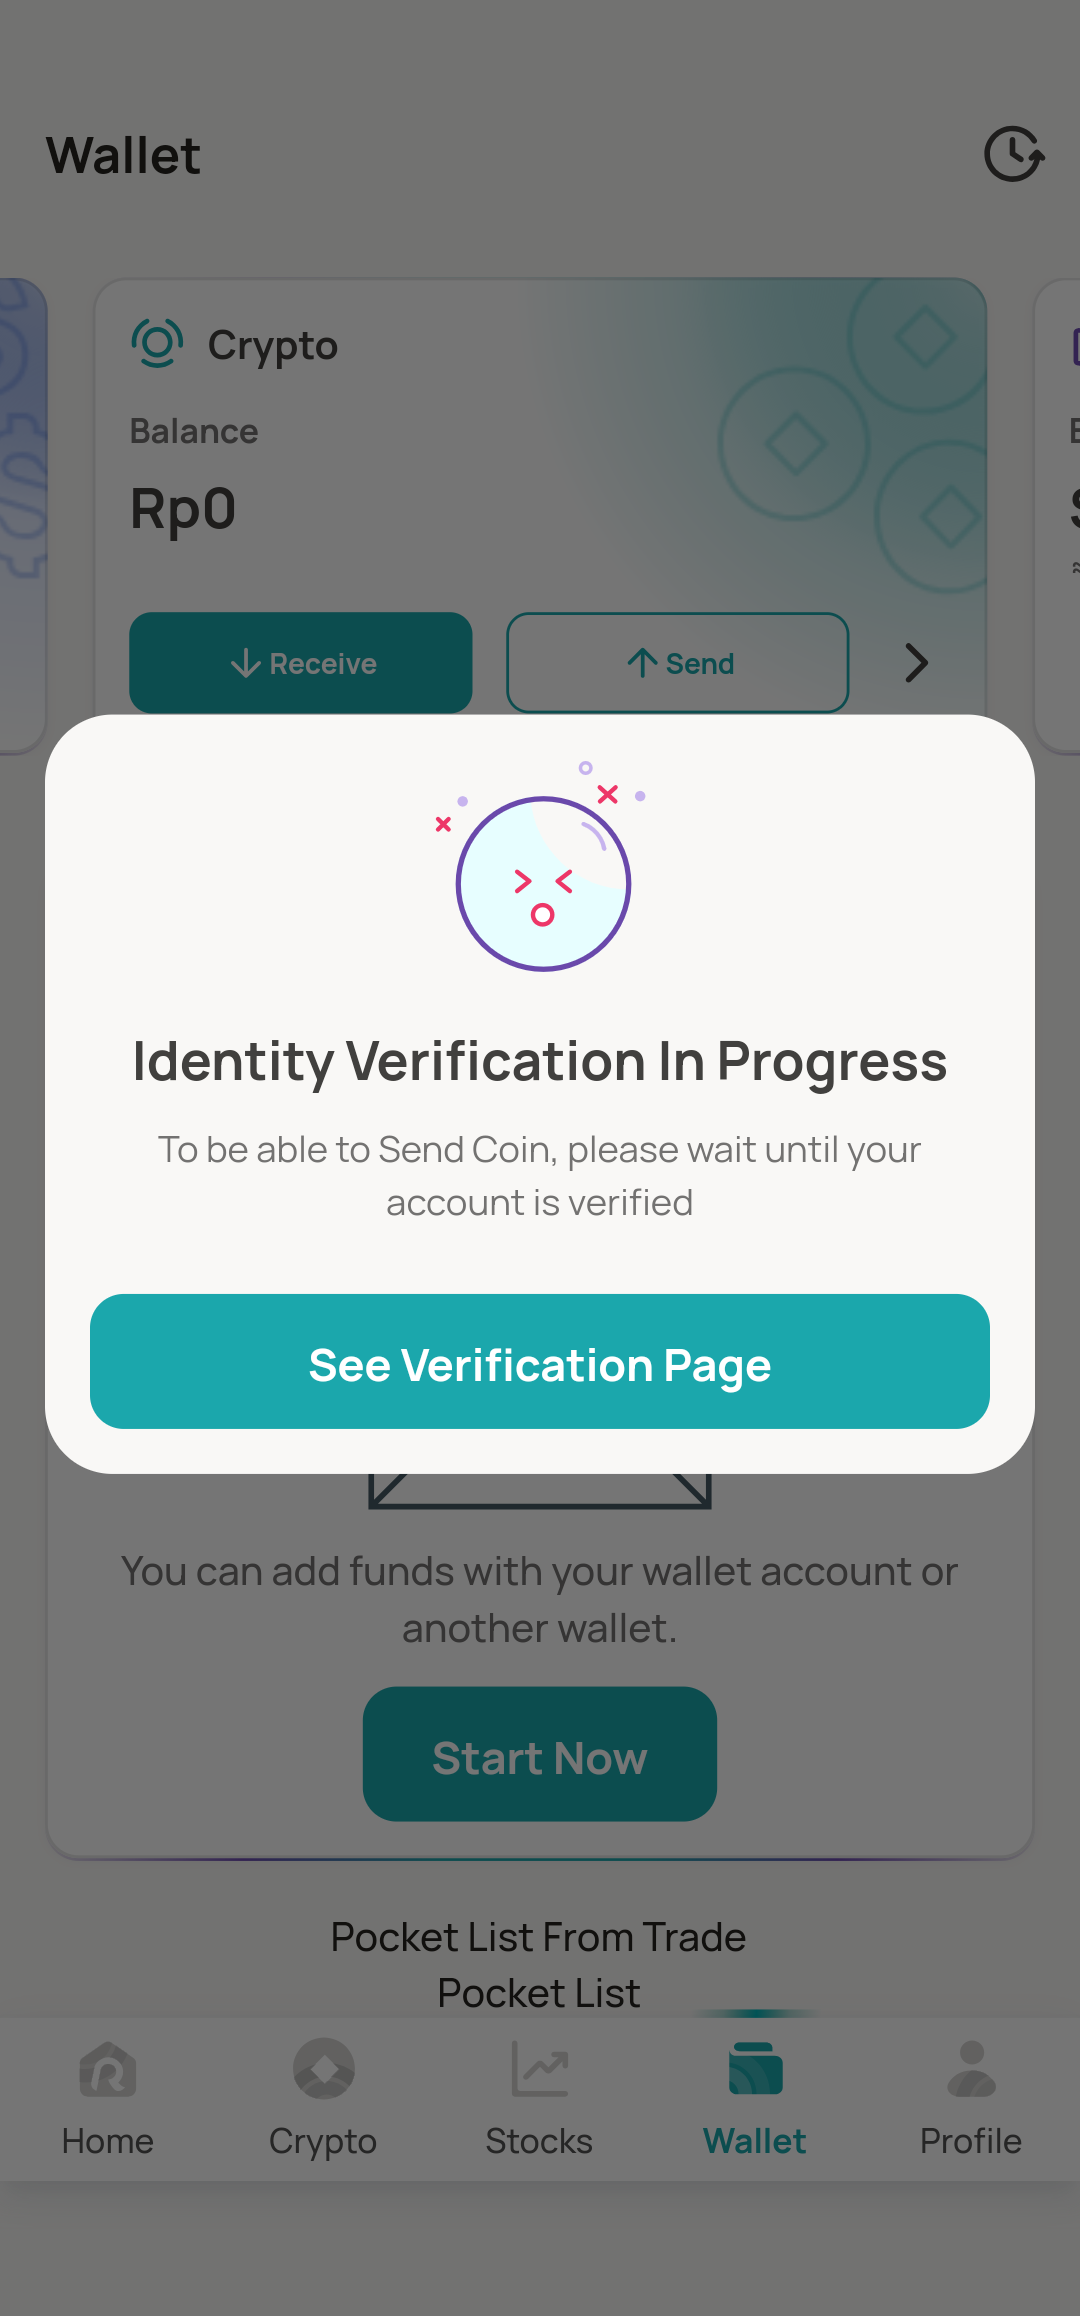 Wallet
Crypto
Balance
Rp0
Receive
Send
Identity Verification In Progress
To be able to Send Coin, please wait until your
account is verified
See Verification Page
You can add funds with your wallet account or
another wallet.
Start Now
Pocket List From Trade
Pocket List
Home
Crypto
Stocks
Wallet
Profile